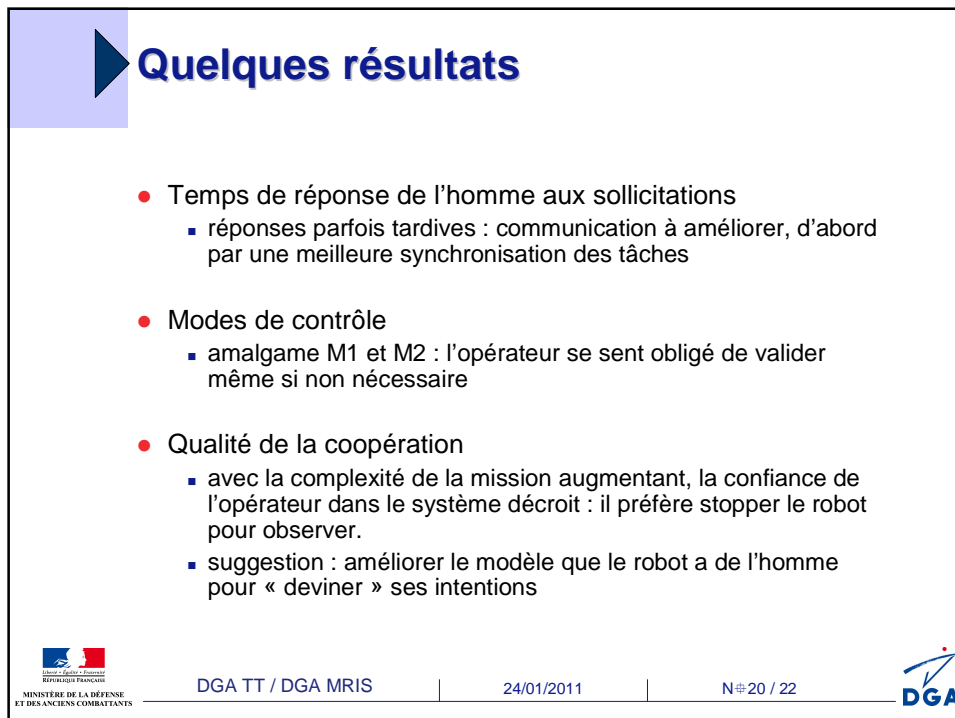 Quelques résultats
Temps de réponse de l'homme aux sollicitations
réponses parfois tardives : communication à améliorer, d'abord
par une meilleure synchronisation des tâches
Modes de contrôle
amalgame M1 et M2 : l'opérateur se sent obligé de valider
même si non nécessaire
Qualité de la coopération
avec la complexité de la mission augmentant, la confiance de
l'opérateur dans le système décroit : il préfère stopper le robot
pour observer.
suggestion : améliorer le modèle que le robot a de l'homme
pour « deviner » ses intentions
Liberté • Égalité • Fraternité
RÉPUBLIQUE FRANÇAISE
MINISTÈRE DE LA DÉFENSE
ET DES ANCIENS COMBATTANTS
DGA TT / DGA MRIS
24/01/2011
N⌗20 / 22
DGA